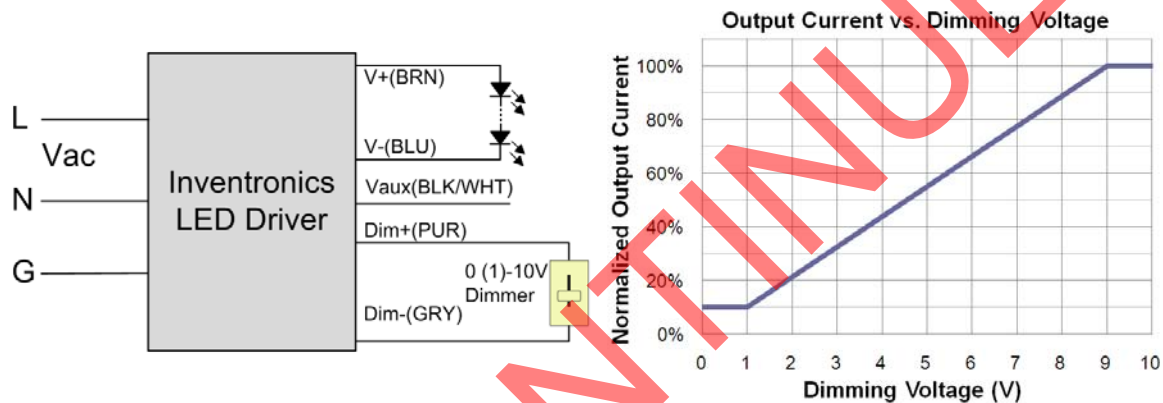 L
Vac
N
G
Inventronics
LED Driver
V+(BRN)
V-(BLU)
Vaux(BLK/WHT)
Dim+(PUR)
0 (1)-10V
Dimmer
Dim-(GRY)
Output Current vs. Dimming Voltage
Normalized Output Current
100%
80%
60%
40%
20%
0%
0 1 2 3 4 5 6 7 8 9 10
Dimming Voltage (V)
NTINUE